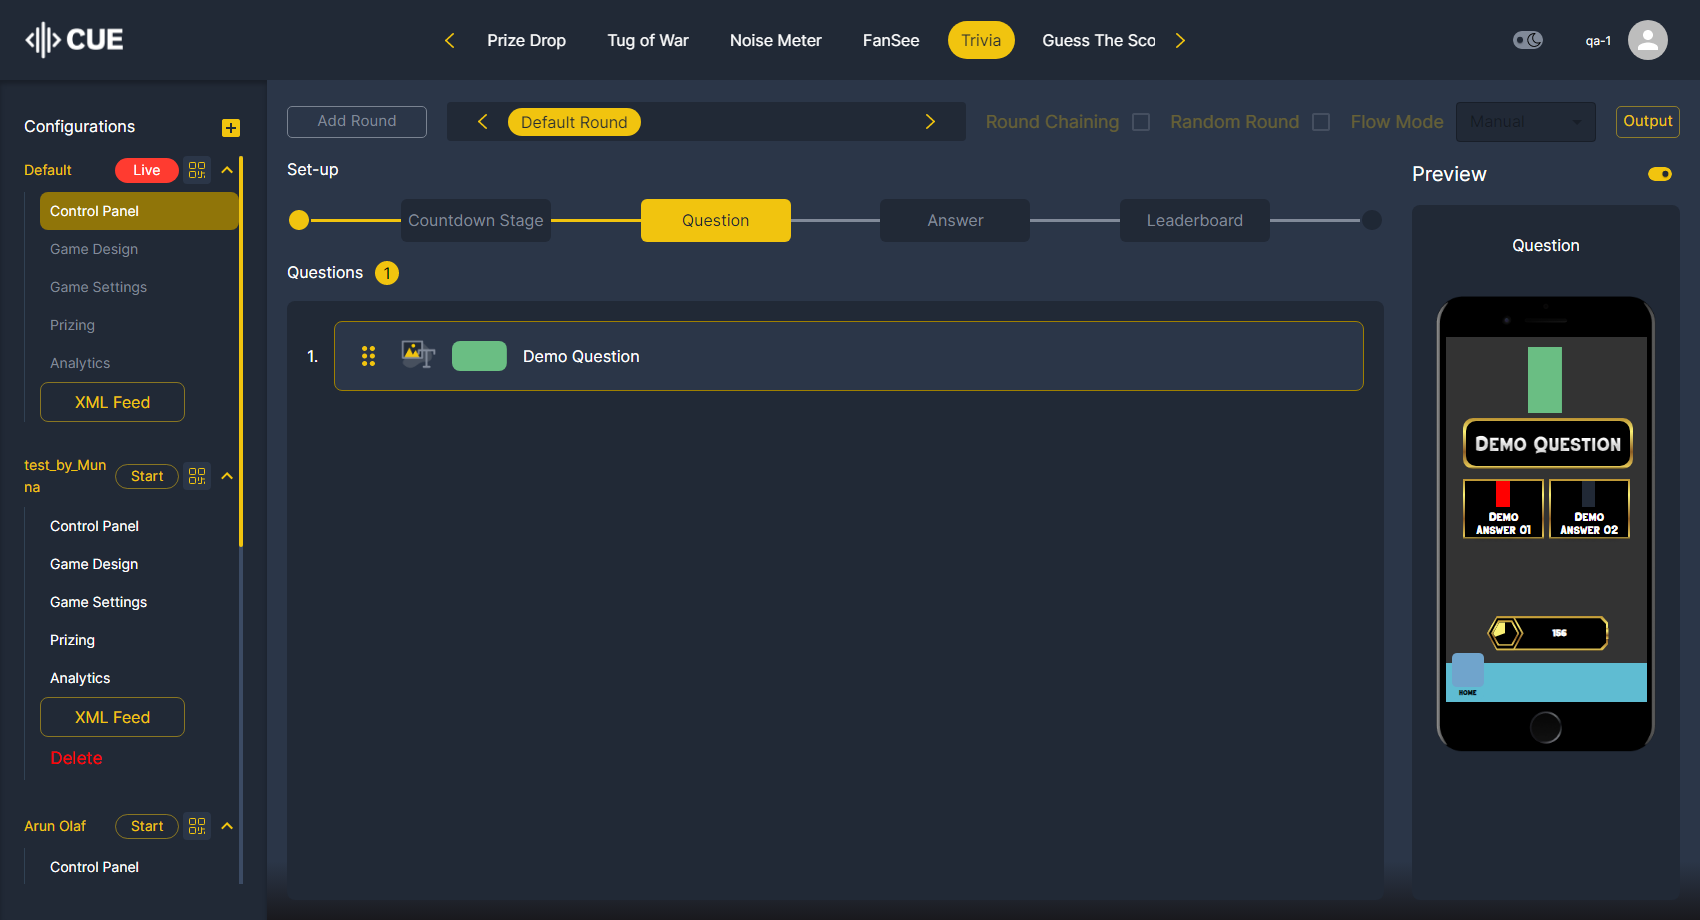 CUE
Prize Drop
Tug of War
Noise Meter
FanSee
Trivia
Guess The Sco
qa-1
Configurations
Default
Live
Control Panel
Game Design
Game Settings
Prizing
Analytics
XML Feed
test_by_Mun
na
Start
Control Panel
Game Design
Game Settings
Prizing
Analytics
XML Feed
Delete
Arun Olaf
Start
Control Panel
Add Round
Default Round
Round Chaining
Random Round
Flow Mode
Manual
Output
Set-up
Countdown Stage
Question
Answer
Leaderboard
Questions 1
1.
Demo Question
Preview
Question
DEMO QUESTION
DEMO
ANSWER 01
DEMO
ANSWER 02
156
HOME